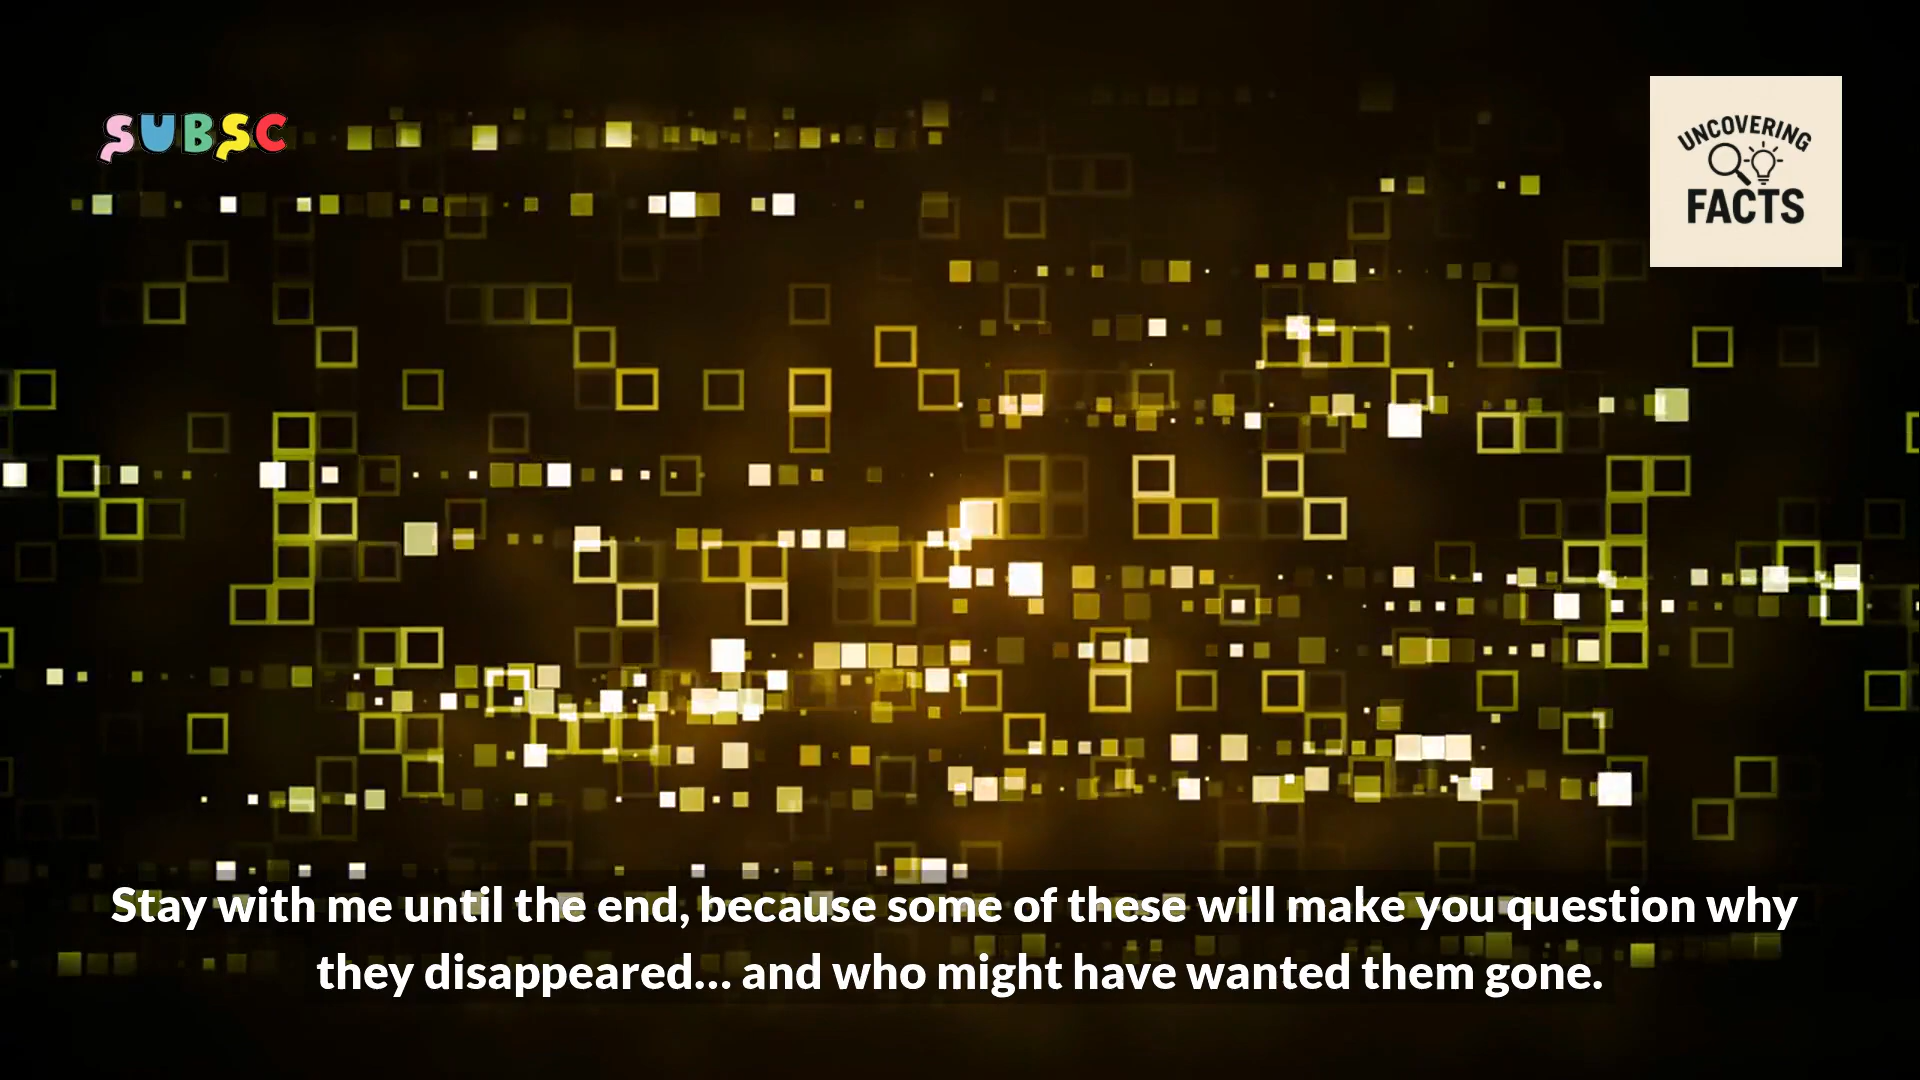 SUBSC
UNCOVERING
FACTS
Stay with me until the end, because some of these will make you question why
they disappeared... and who might have wanted them gone.